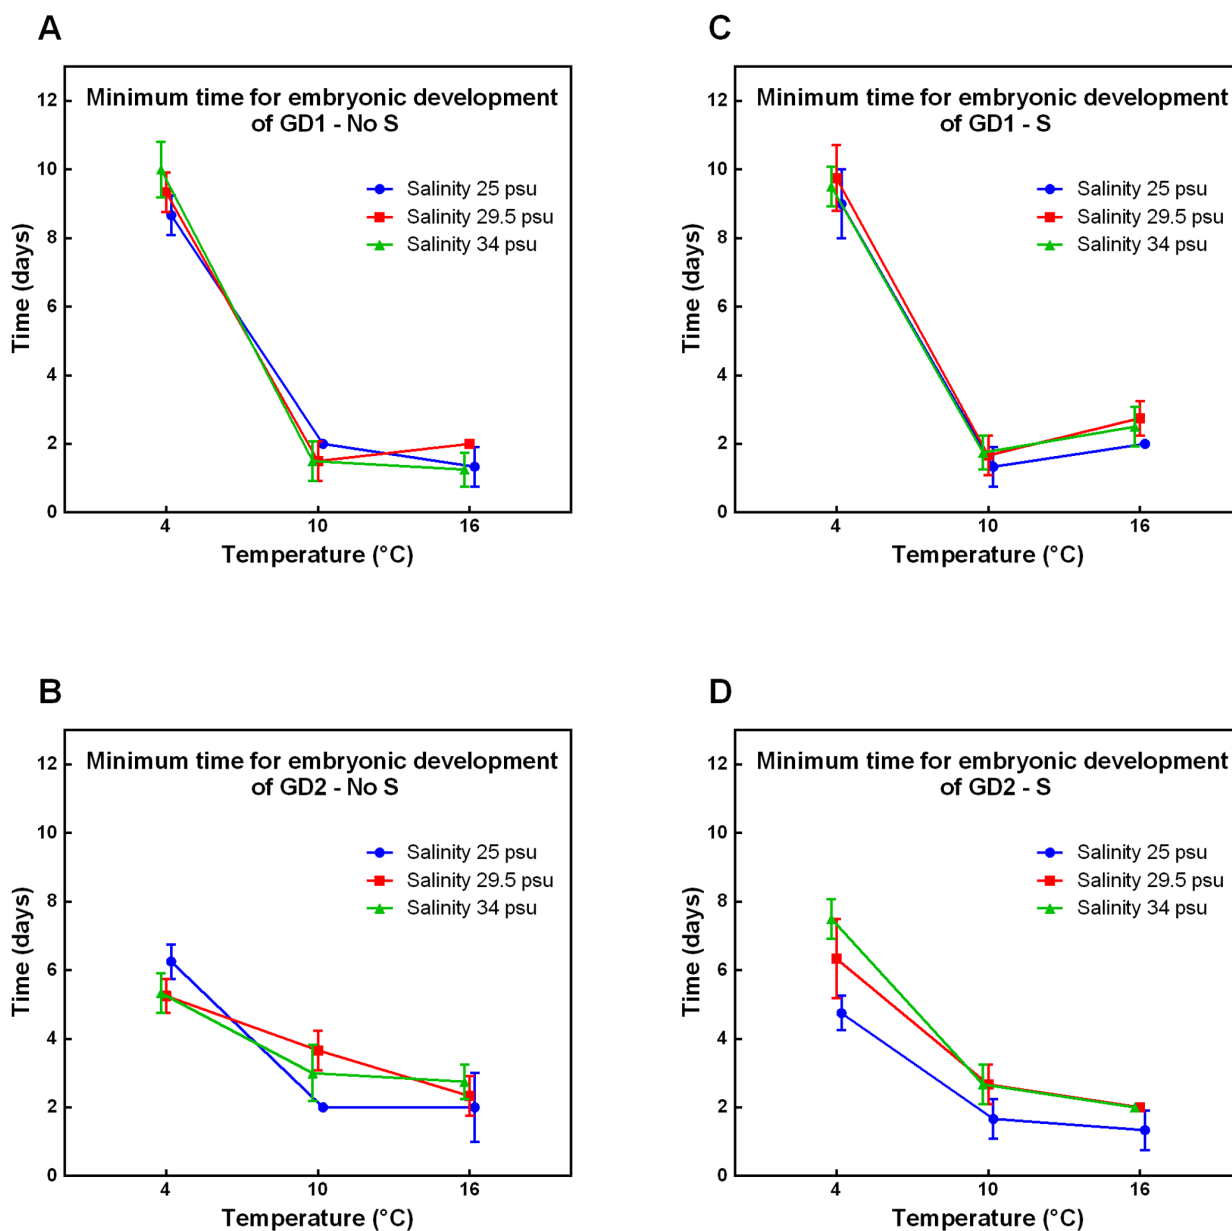 A
Minimum time for embryonic development
of GD1 - No S
Salinity 25 psu
Salinity 29.5 psu
Salinity 34 psu
Time (days)
12
10
8
6
4
2
0
4
10
16
Temperature (°C)
C
Minimum time for embryonic development
of GD1 - S
Salinity 25 psu
Salinity 29.5 psu
Salinity 34 psu
Time (days)
12
10
8
6
4
2
0
4
10
16
Temperature (°C)
B
Minimum time for embryonic development
of GD2 - No S
Salinity 25 psu
Salinity 29.5 psu
Salinity 34 psu
Time (days)
12
10
8
6
4
2
0
4
10
16
Temperature (°C)
D
Minimum time for embryonic development
of GD2 - S
Salinity 25 psu
Salinity 29.5 psu
Salinity 34 psu
Time (days)
12
10
8
6
4
2
0
4
10
16
Temperature (°C)